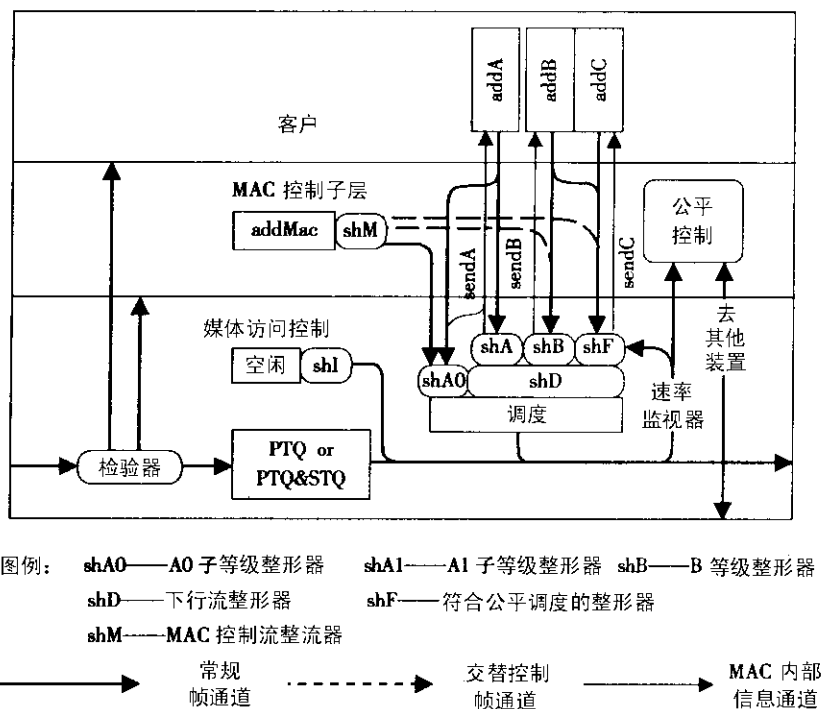 addA
addB
addC
客户
MAC 控制子层
addMac
shM
公平
控制
sendA
sendB
sendC
去
其他
装置
媒体访问控制
空闲
shI
shA
shB
shF
shA0
shD
调度
速率
监视器
检验器
PTQ or
PTQ&STQ
图例: shA0——A0 子等级整形器 shA1——A1 子等级整形器 shB——B 等级整形器
shD——下行流整形器 shF——符合公平调度的整形器
shM——MAC 控制流整流器
常规
帧通道
交替控制
帧通道
MAC 内部
信息通道